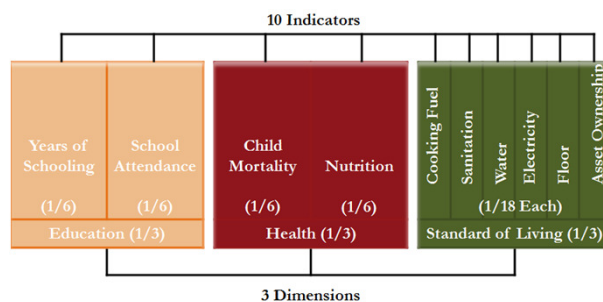 10 Indicators
Years of
Schooling
(1/6)
School
Attendance
(1/6)
Education (1/3)
Child
Mortality
(1/6)
Nutrition
(1/6)
Health (1/3)
Cooking Fuel
Sanitation
Water
Electricity
Floor
Asset Ownership
(1/18 Each)
Standard of Living (1/3)
3 Dimensions